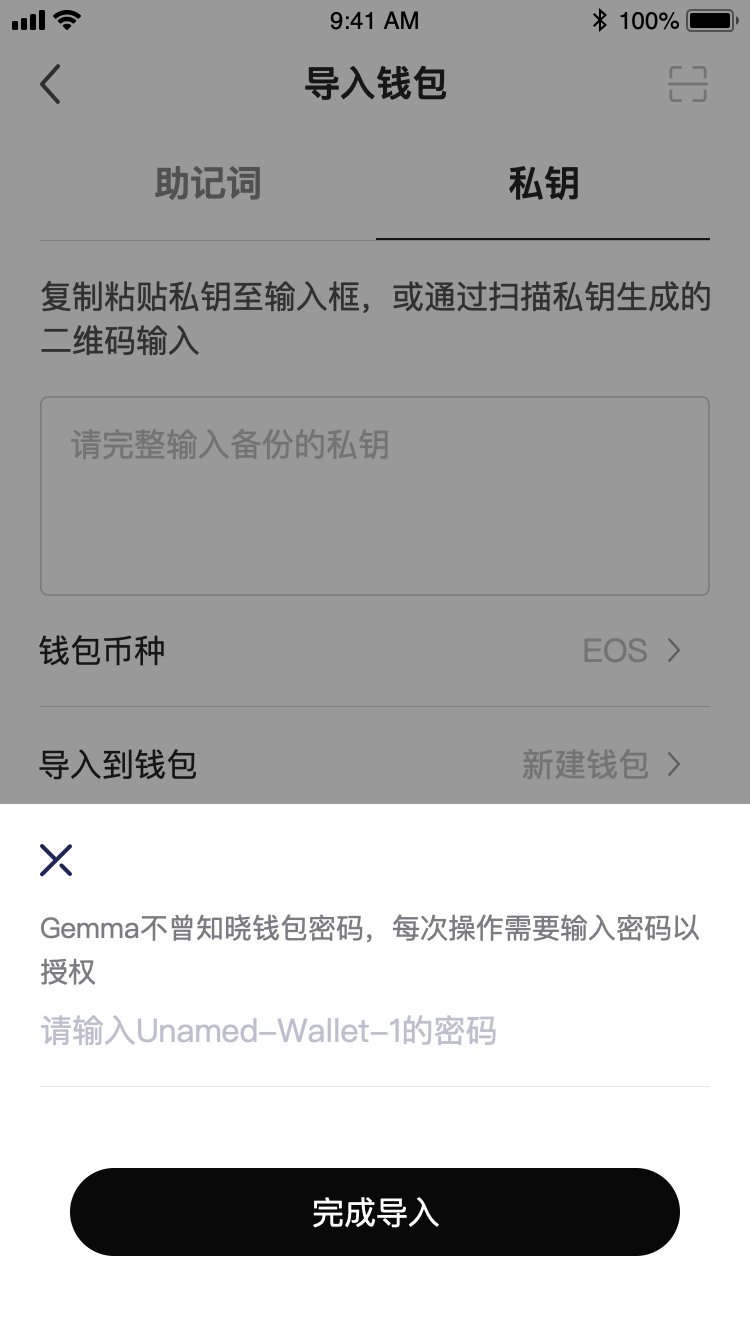 9:41 AM
100%
导入钱包
助记词
私钥
复制粘贴私钥至输入框，或通过扫描私钥生成的
二维码输入
请完整输入备份的私钥
钱包币种
EOS
导入到钱包
新建钱包
Gemma不曾知晓钱包密码，每次操作需要输入密码以
授权
请输入Unamed-Wallet-1的密码
完成导入